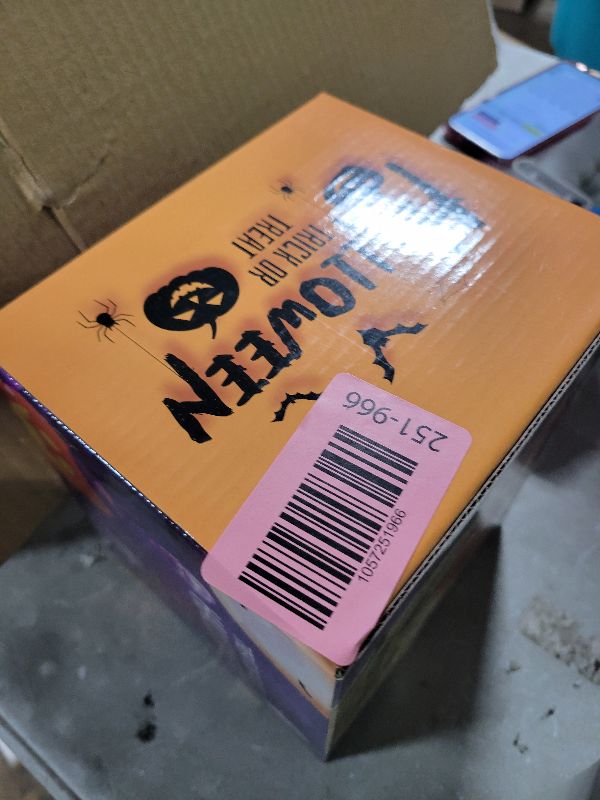 HALLOWEEN
TRICK OR
TREAT
251-966
1057251966